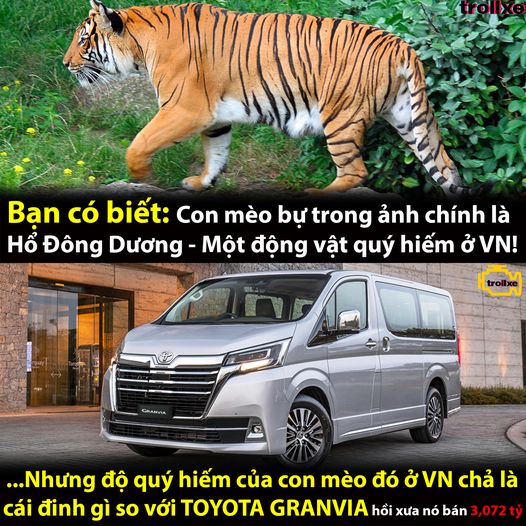 trollxe
Bạn có biết: Con mèo bự trong ảnh chính là
Hổ Đông Dương - Một động vật quý hiếm ở VN!
trollxe
GRANVIA
...Nhưng độ quý hiếm của con mèo đó ở VN chả là
cái đinh gì so với TOYOTA GRANVIA hồi xưa nó bán 3,072 tỷ